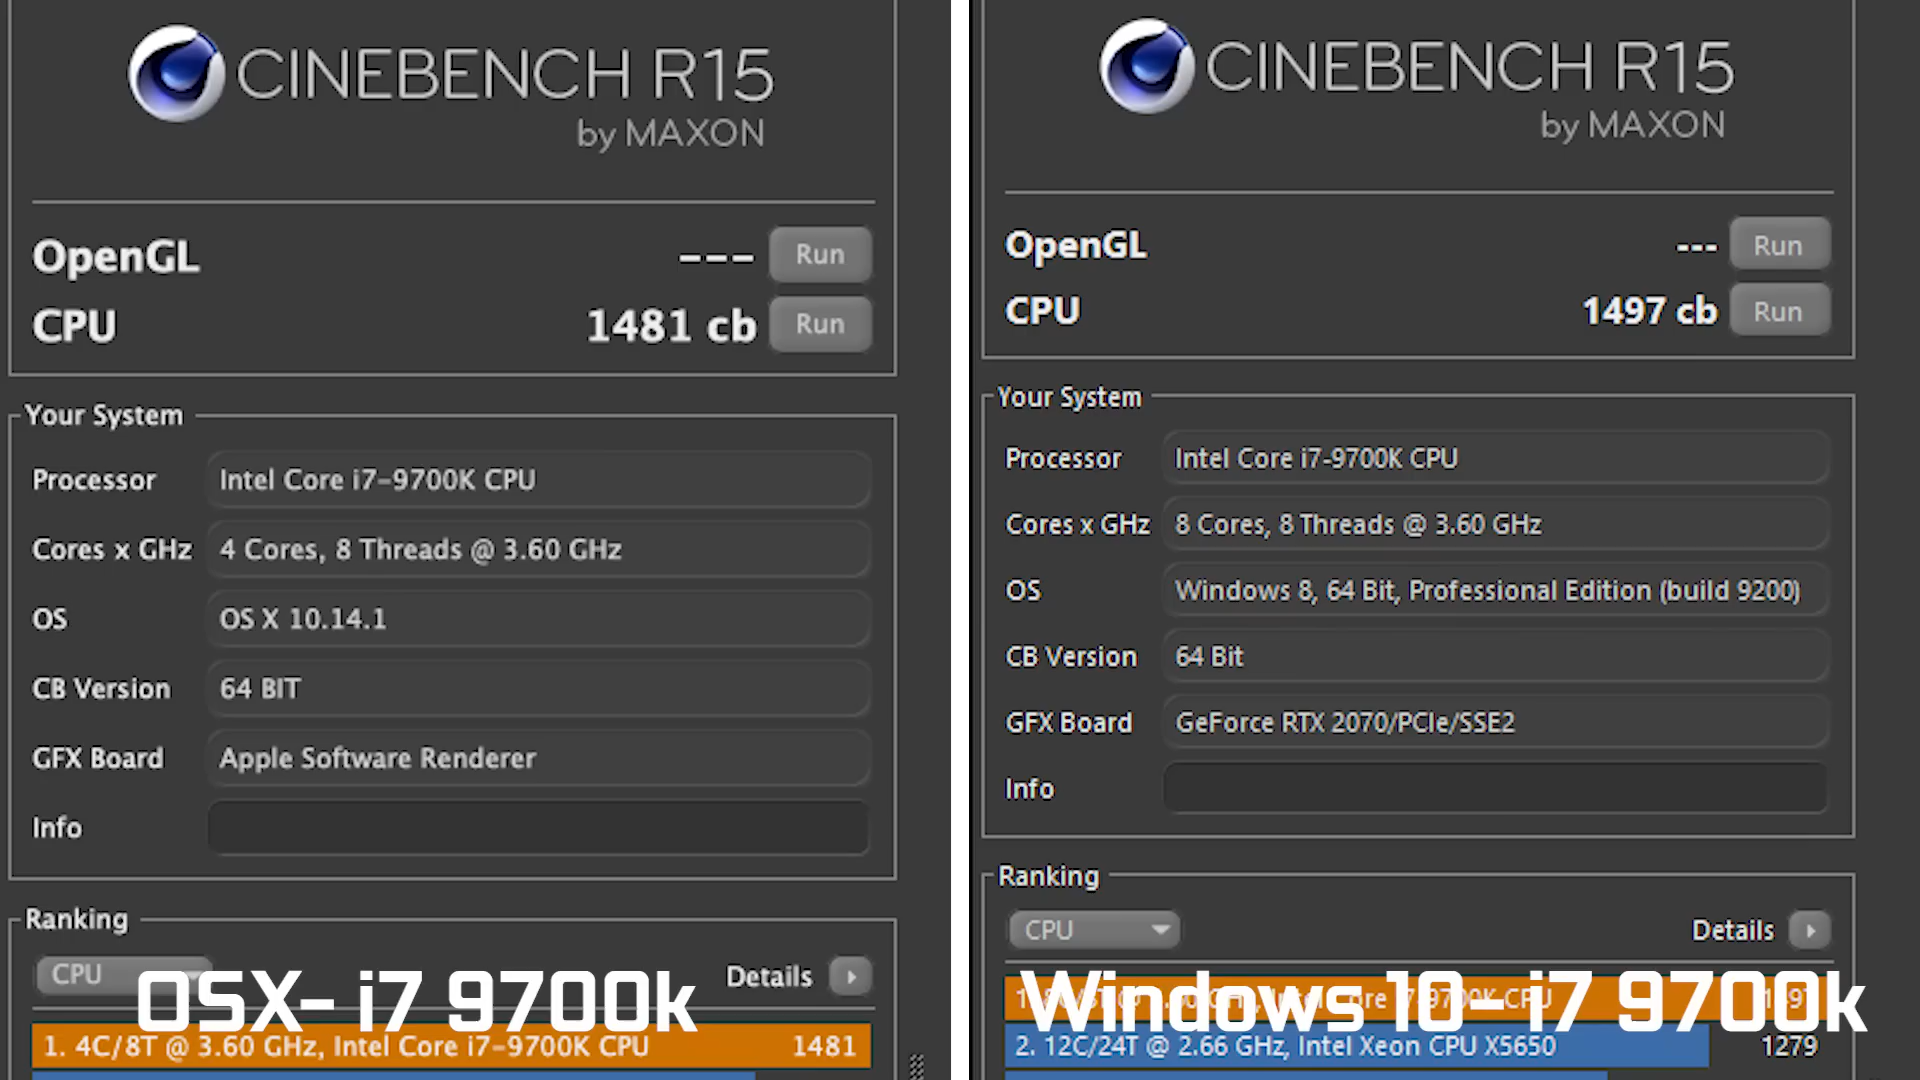 CINEBENCH R15
by MAXON
OpenGL --- Run
CPU 1481 cb Run
Your System
Processor Intel Core i7-9700K CPU
Cores x GHz 4 Cores, 8 Threads @ 3.60 GHz
OS OS X 10.14.1
CB Version 64 BIT
GFX Board Apple Software Renderer
Info
Ranking
CPU Details
OSX- i7 9700k
1. 4C/8T @ 3.60 GHz, Intel Core i7-9700K CPU 1481
CINEBENCH R15
by MAXON
OpenGL --- Run
CPU 1497 cb Run
Your System
Processor Intel Core i7-9700K CPU
Cores x GHz 8 Cores, 8 Threads @ 3.60 GHz
OS Windows 8, 64 Bit, Professional Edition (build 9200)
CB Version 64 Bit
GFX Board GeForce RTX 2070/PCIe/SSE2
Info
Ranking
CPU Details
Windows 10- i7 9700k
2. 12C/24T @ 2.66 GHz, Intel Xeon CPU X5650 1279